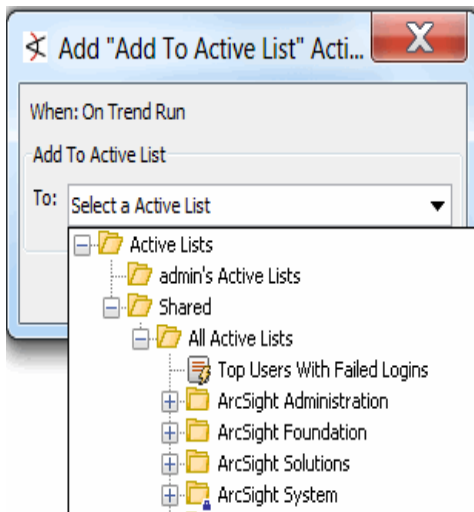 Add "Add To Active List" Acti...
When: On Trend Run
Add To Active List
To: Select a Active List
Active Lists
admin's Active Lists
Shared
All Active Lists
Top Users With Failed Logins
ArcSight Administration
ArcSight Foundation
ArcSight Solutions
ArcSight System